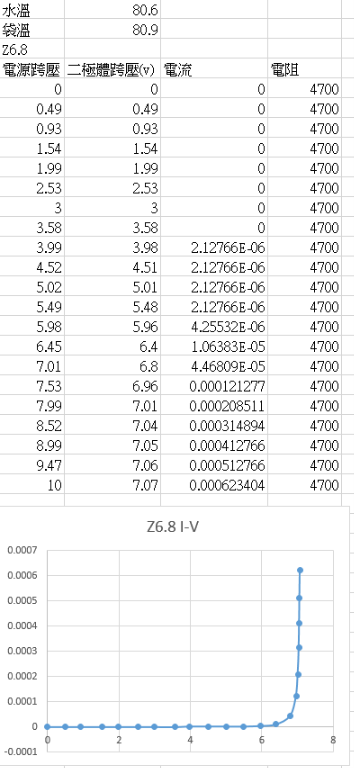 水溫 80.6
袋溫 80.9
Z6.8
電源跨壓 二極體跨壓(v) 電流 電阻
0 0 0 4700
0.49 0.49 0 4700
0.93 0.93 0 4700
1.54 1.54 0 4700
1.99 1.99 0 4700
2.53 2.53 0 4700
3 3 0 4700
3.58 3.58 0 4700
3.99 3.98 2.12766E-06 4700
4.52 4.51 2.12766E-06 4700
5.02 5.01 2.12766E-06 4700
5.49 5.48 2.12766E-06 4700
5.98 5.96 4.25532E-06 4700
6.45 6.4 1.06383E-05 4700
7.01 6.8 4.46809E-05 4700
7.53 6.96 0.000121277 4700
7.99 7.01 0.000208511 4700
8.52 7.04 0.000314894 4700
8.99 7.05 0.000412766 4700
9.47 7.06 0.000512766 4700
10 7.07 0.000623404 4700
Z6.8 I-V
0.0007
0.0006
0.0005
0.0004
0.0003
0.0002
0.0001
0
0 2 4 6 8
-0.0001